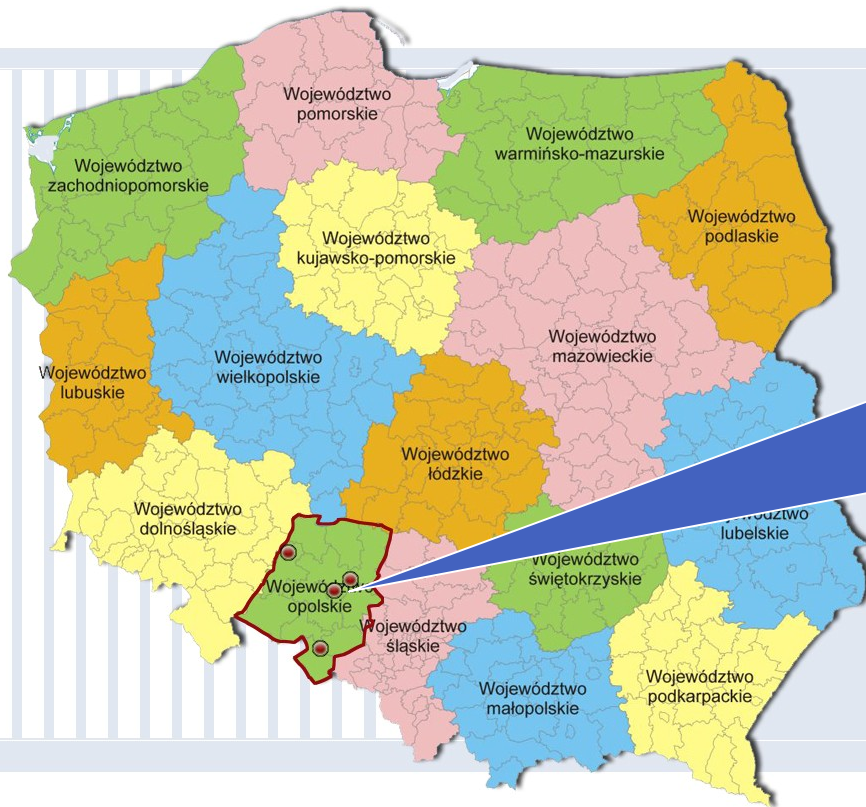 Województwo
pomorskie
Województwo
warmińsko-mazurskie
Województwo
zachodniopomorskie
Województwo
podlaskie
Województwo
kujawsko-pomorskie
Województwo
mazowieckie
Województwo
wielkopolskie
Województwo
lubuskie
Województwo
łódzkie
Województwo
dolnośląskie
lubelskie
Województwo
świętokrzyskie
opolskie
Województwo
śląskie
Województwo
podkarpackie
Województwo
małopolskie